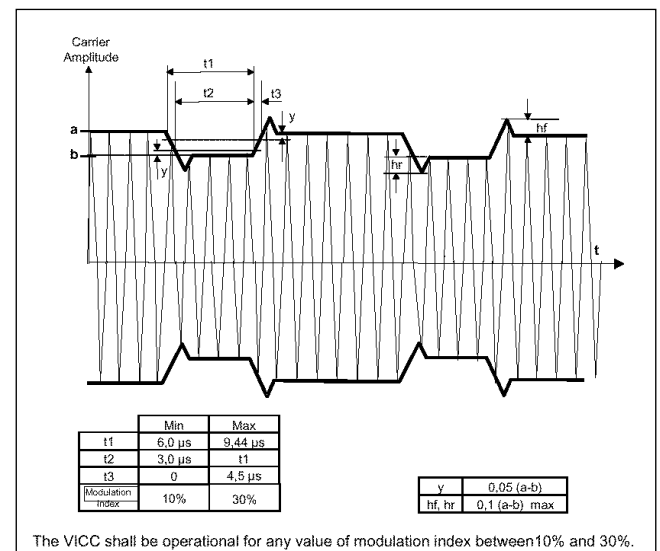 Carrier
Amplitude
t1
t2
t3
y
hf
a
b
y
hr
t
Min Max
t1 6,0 µs 9,44 µs
t2 3,0 µs t1
t3 0 4,5 µs
Modulation
Index 10% 30%
y 0,05 (a-b)
hf, hr 0,1 (a-b) max
The VICC shall be operational for any value of modulation index between10% and 30%.